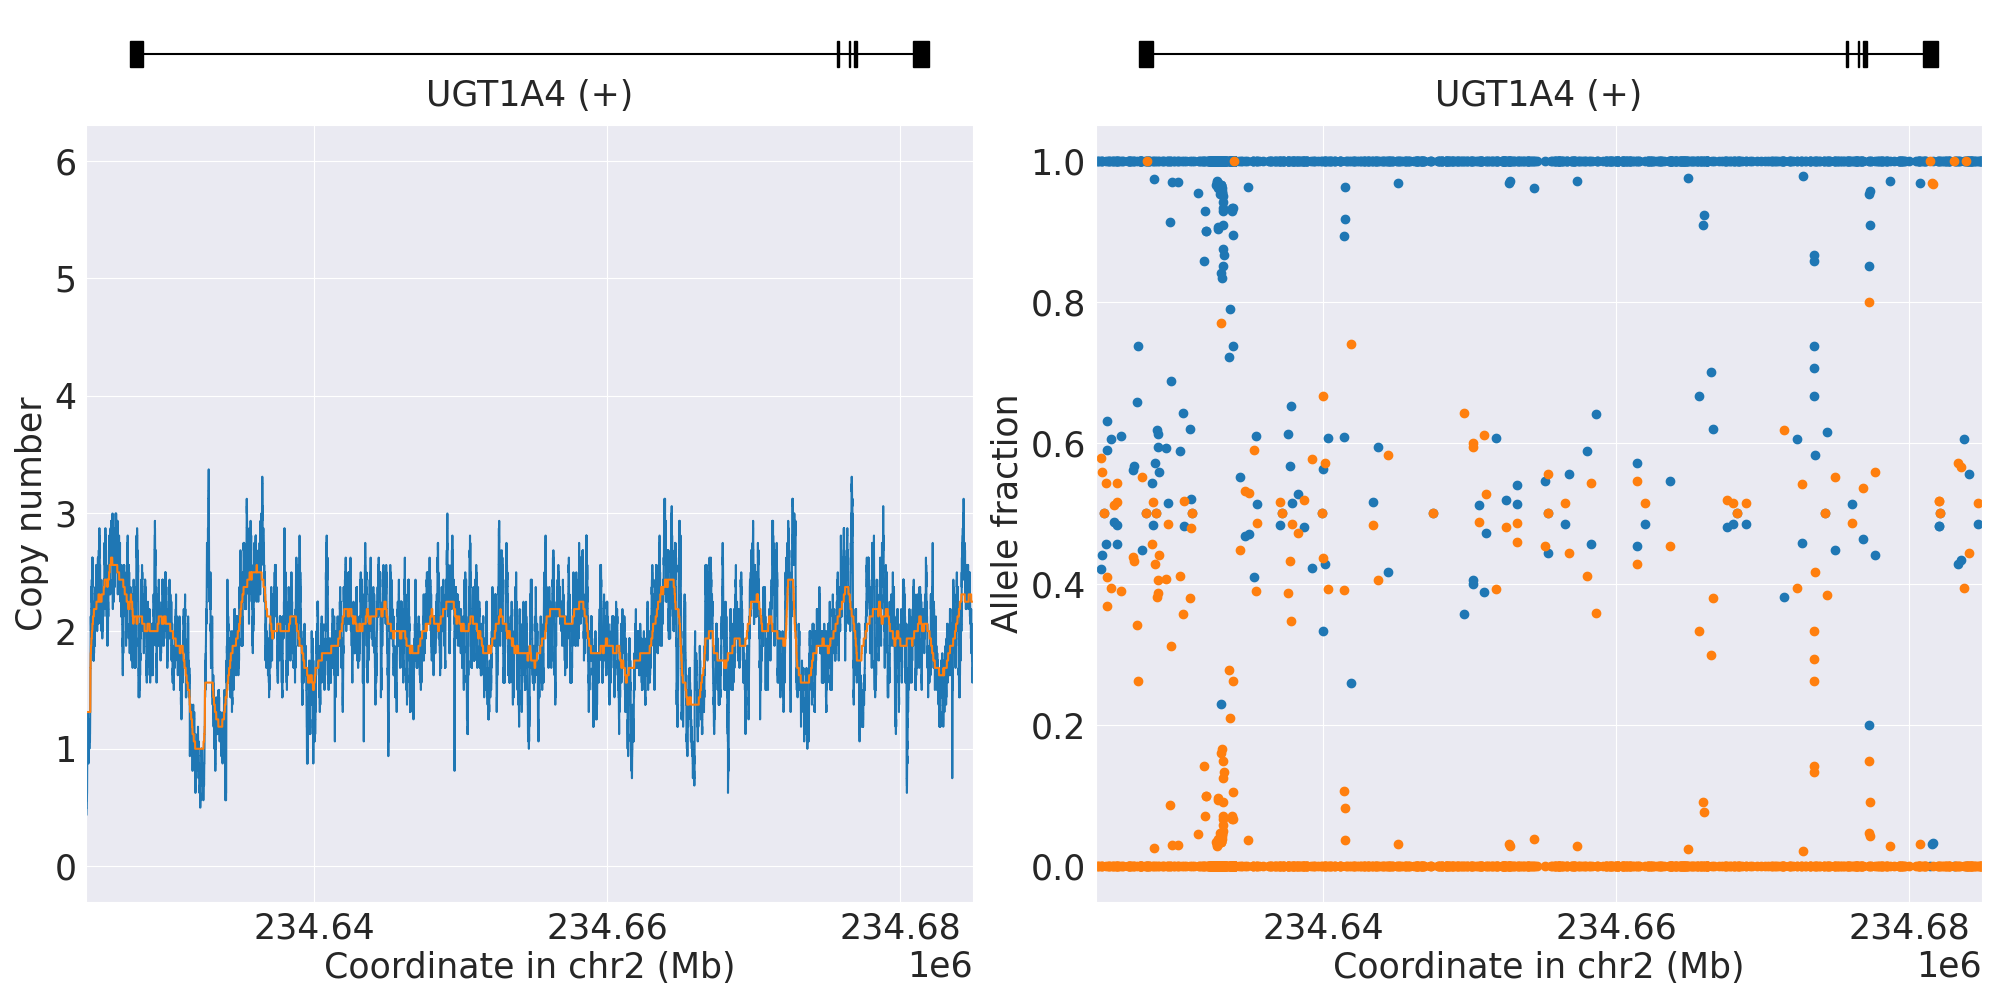 UGT1A4 (+)
6
5
4
3
2
1
0
Copy number
234.64 234.66 234.68
1e6
Coordinate in chr2 (Mb)
UGT1A4 (+)
1.0
0.8
0.6
0.4
0.2
0.0
Allele fraction
234.64 234.66 234.68
1e6
Coordinate in chr2 (Mb)